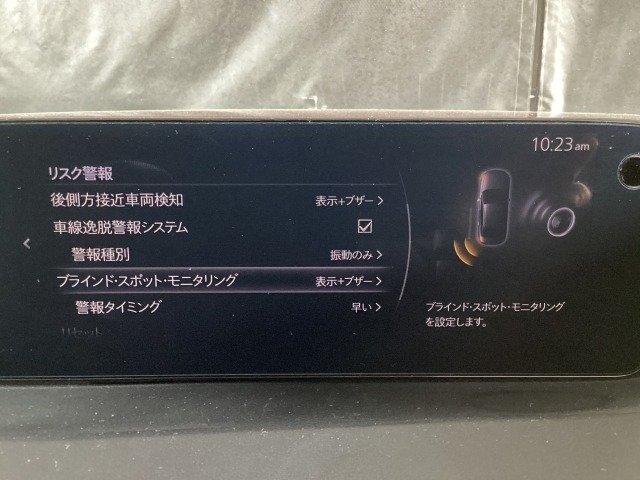 10:23 am
リスク警報
後側方接近車両検知 表示+ブザー
車線逸脱警報システム
警報種別 振動のみ
ブラインド・スポット・モニタリング 表示+ブザー
警報タイミング 早い
ブラインド・スポット・モニタリング
を設定します。